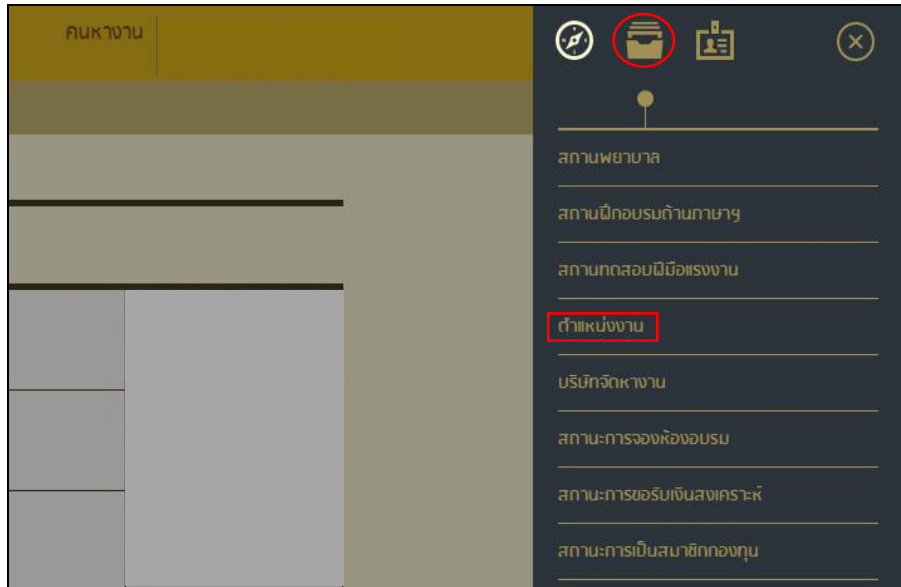 ค้นหางาน
สถานพยาบาล
สถานฝึกอบรมด้านภาษาฯ
สถานทดสอบฝีมือแรงงาน
ตำแหน่งงาน
บริษัทจัดหางาน
สถานะการจองห้องอบรม
สถานะการขอรับเงินสงเคราะห์
สถานะการเป็นสมาชิกกองทุน